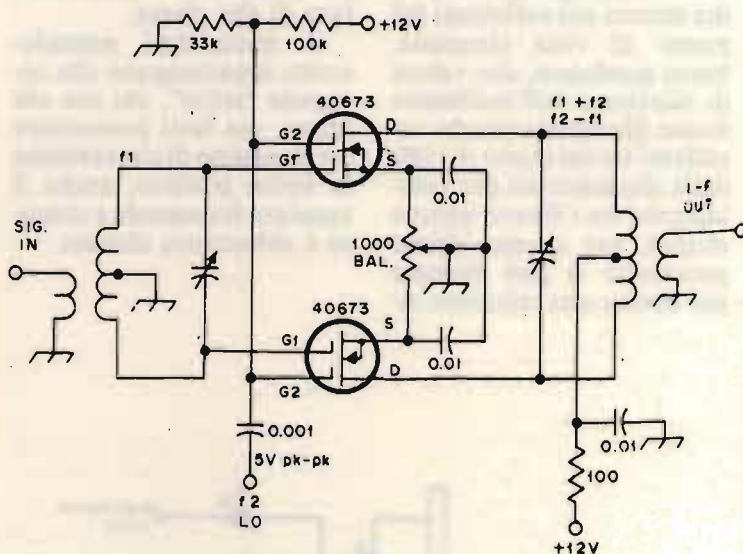 33k
100k
+12V
40673
G2
G1
D
S
f1
f1 + f2
f2 - f1
0.01
SIG.
IN
1000
BAL.
I-F
OUT
40673
S
G1
G2
D
0.01
0.001
5V pk-pk
f2
LO
0.01
100
+12V